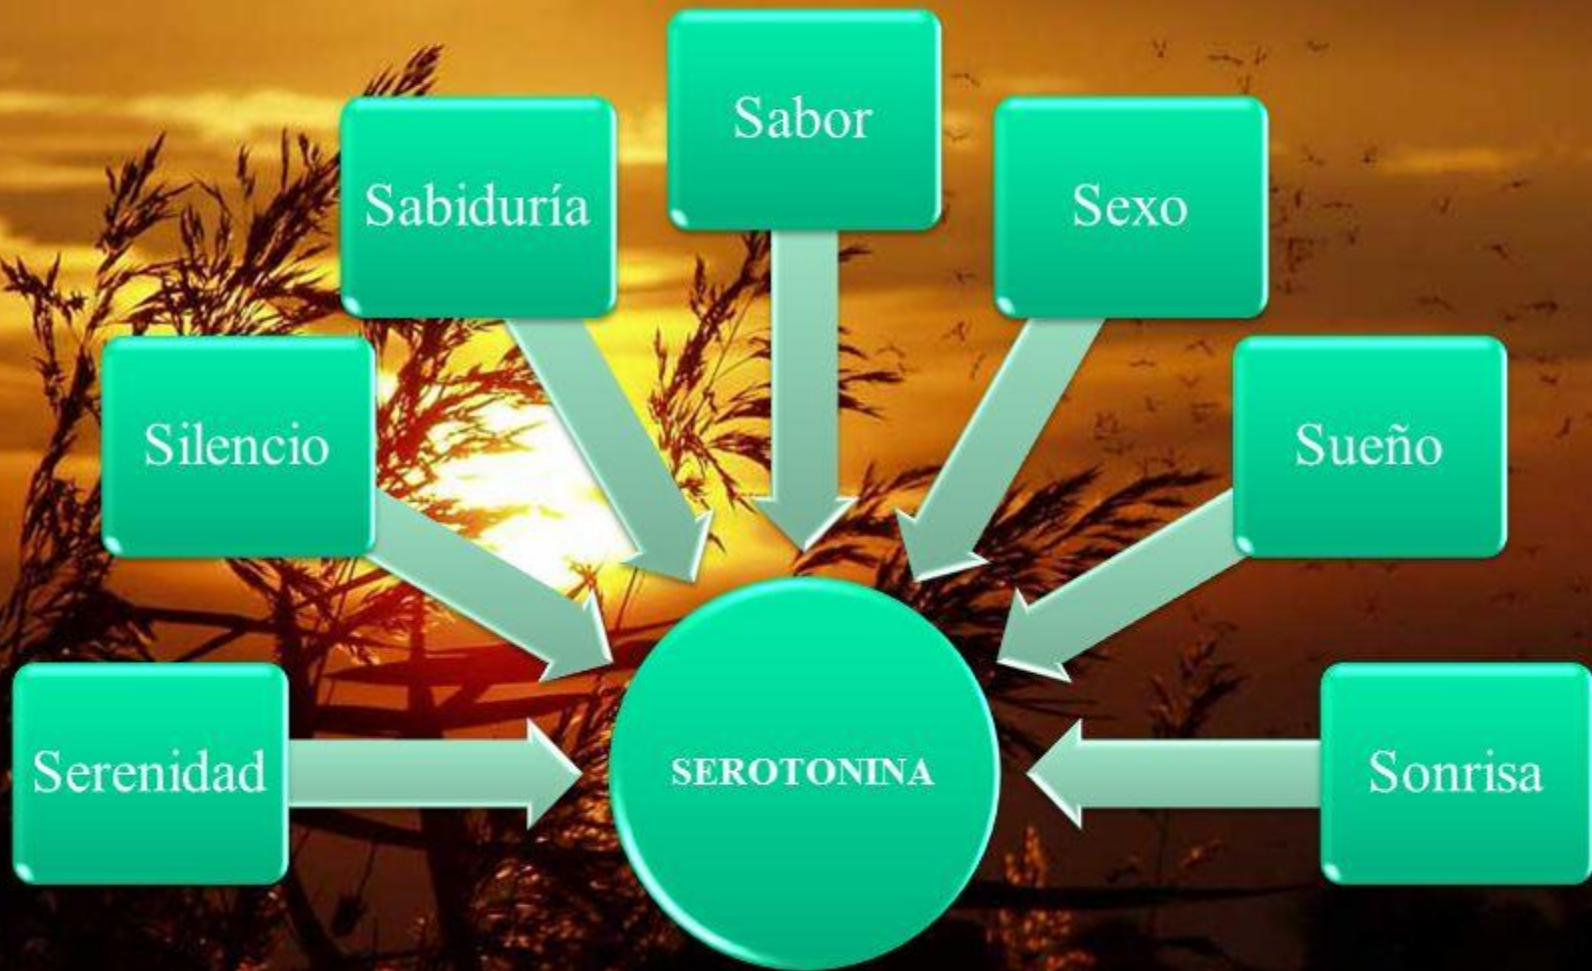 Sabor
Sabiduría
Sexo
Silencio
Sueño
Serenidad
SEROTONINA
Sonrisa